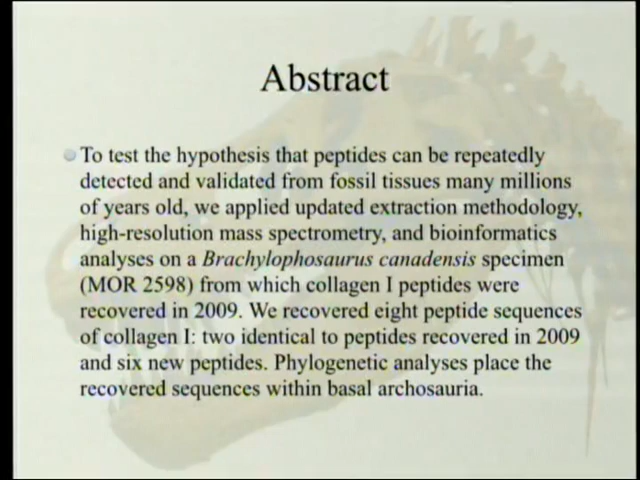 Abstract
To test the hypothesis that peptides can be repeatedly
detected and validated from fossil tissues many millions
of years old, we applied updated extraction methodology,
high-resolution mass spectrometry, and bioinformatics
analyses on a Brachylophosaurus canadensis specimen
(MOR 2598) from which collagen I peptides were
recovered in 2009. We recovered eight peptide sequences
of collagen I: two identical to peptides recovered in 2009
and six new peptides. Phylogenetic analyses place the
recovered sequences within basal archosauria.